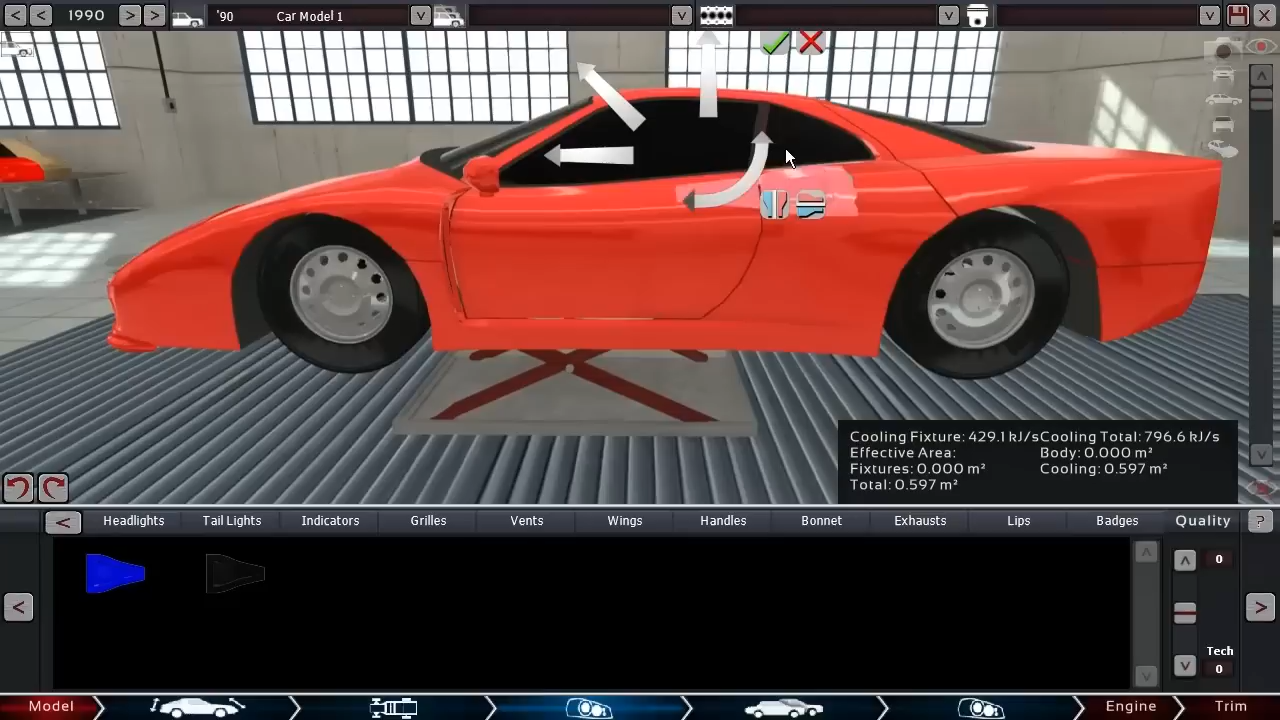 1990 '90 Car Model 1
Cooling Fixture: 429.1 kJ/s Cooling Total: 796.6 kJ/s
Effective Area: Body: 0.000 m²
Fixtures: 0.000 m² Cooling: 0.597 m²
Total: 0.597 m²
Headlights Tail Lights Indicators Grilles Vents Wings Handles Bonnet Exhausts Lips Badges Quality ?
0
Tech
0
Model Engine Trim